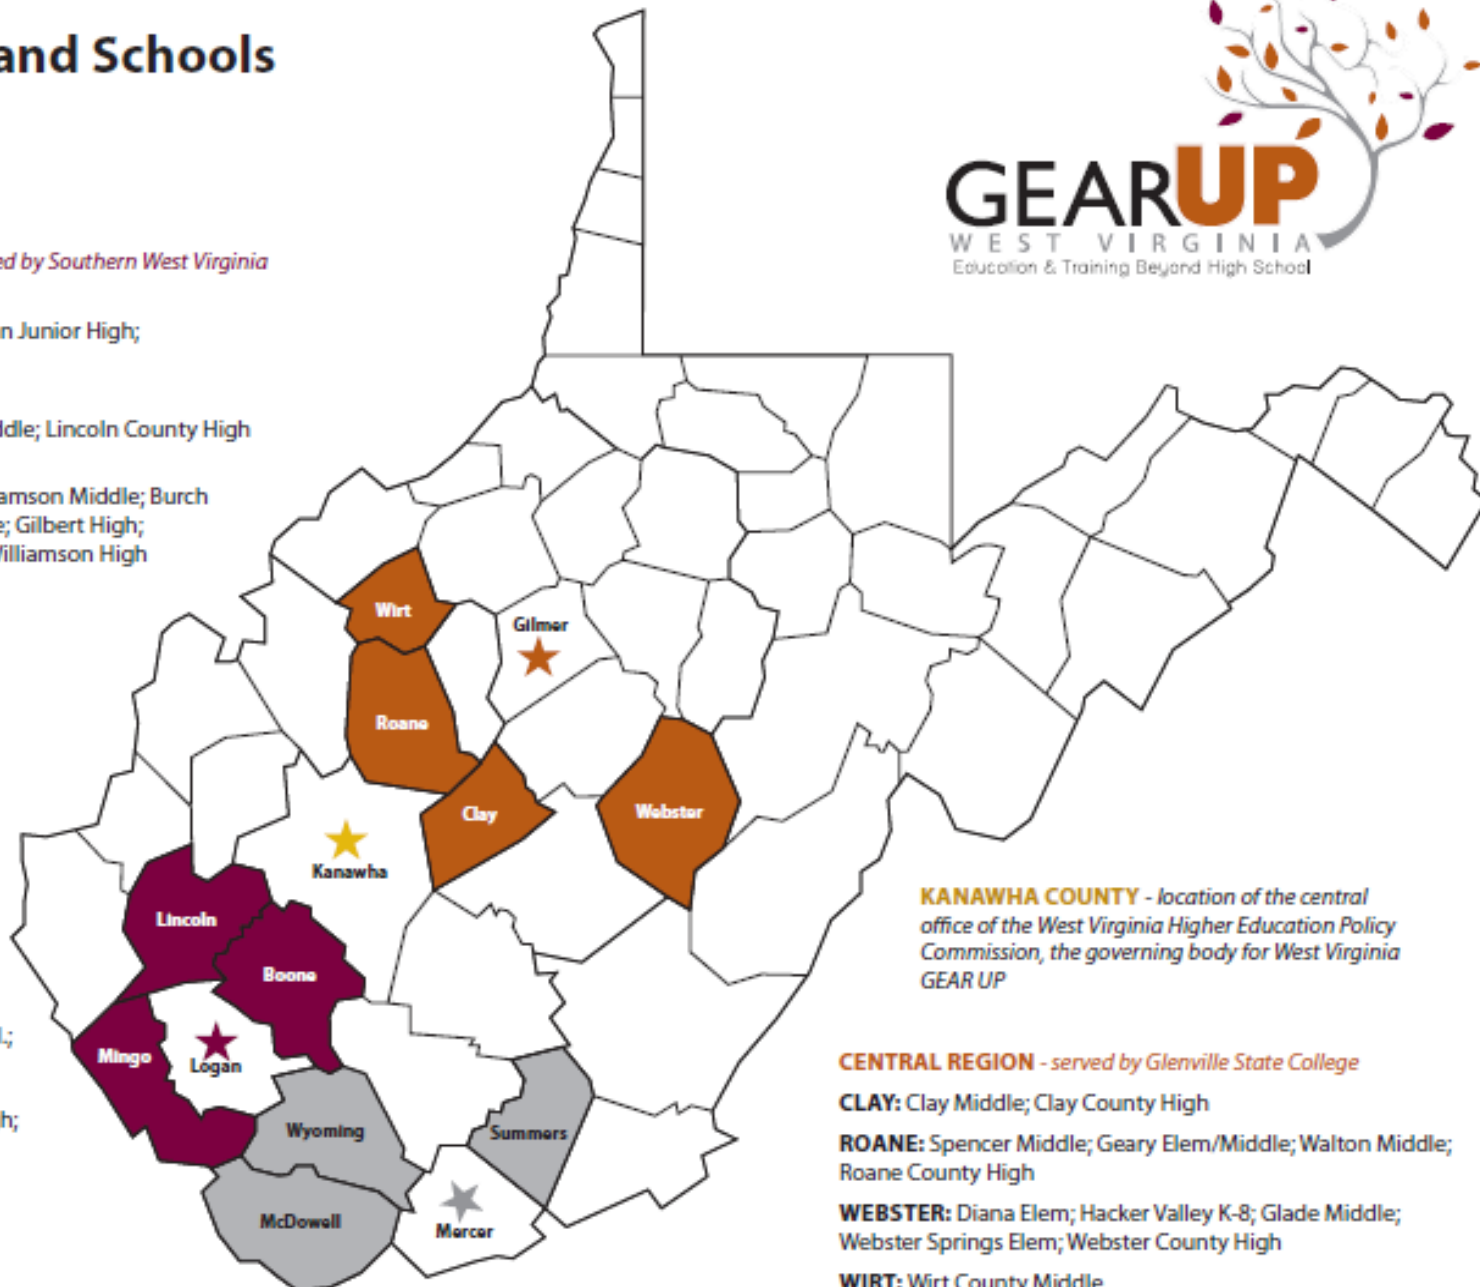 and Schools
GEARUP
WEST VIRGINIA
Education & Training Beyond High School
ed by Southern West Virginia
n Junior High;
ddle; Lincoln County High
amson Middle; Burch
e; Gilbert High;
Williamson High
Wirt
Gilmer
Roane
Clay
Webster
Kanawha
Lincoln
Boone
Mingo
Logan
Wyoming
Summers
McDowell
Mercer
KANAWHA COUNTY - location of the central
office of the West Virginia Higher Education Policy
Commission, the governing body for West Virginia
GEAR UP
CENTRAL REGION - served by Glenville State College
CLAY: Clay Middle; Clay County High
ROANE: Spencer Middle; Geary Elem/Middle; Walton Middle;
Roane County High
WEBSTER: Diana Elem; Hacker Valley K-8; Glade Middle;
Webster Springs Elem; Webster County High
WIRT: Wirt County Middle